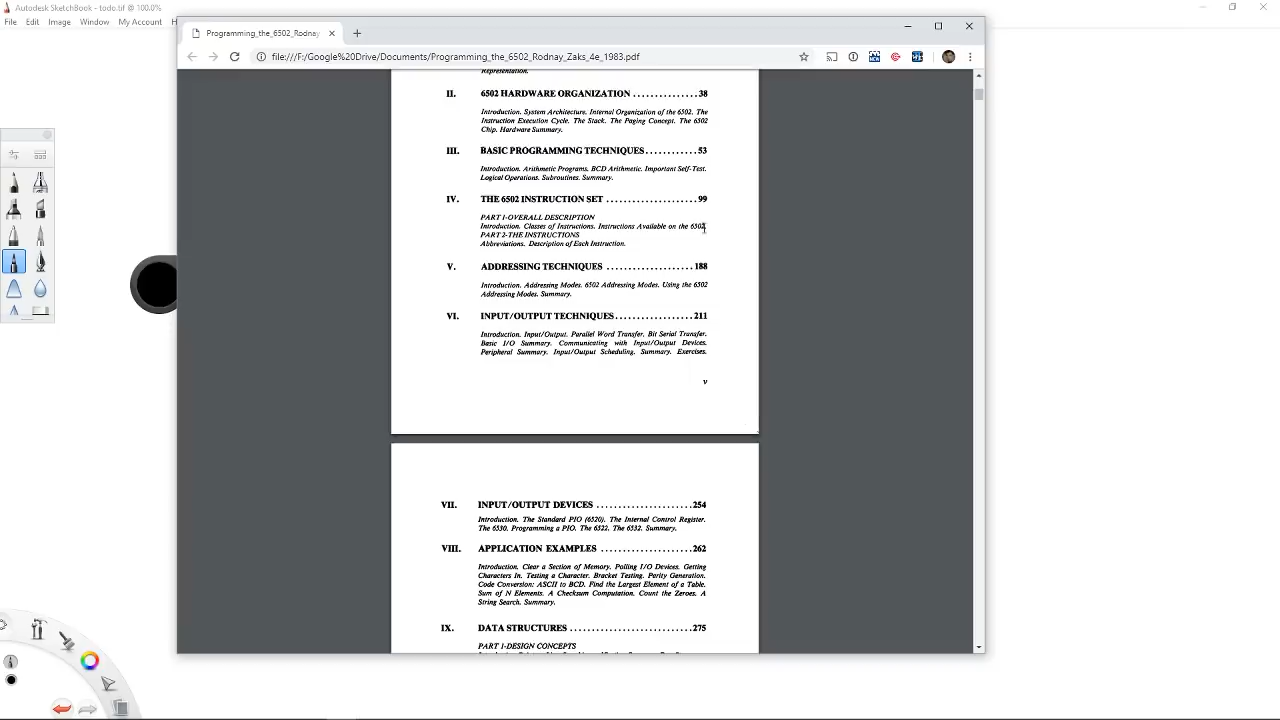 Autodesk SketchBook - todo.tif @ 100.0%
File Edit Image Window My Account H
Programming_the_6502_Rodnay
file:///F:/Google%20Drive/Documents/Programming_the_6502_Rodnay_Zaks_4e_1983.pdf
Representation.
II. 6502 HARDWARE ORGANIZATION ...............38
Introduction. System Architecture. Internal Organization of the 6502. The
Instruction Execution Cycle. The Stack. The Paging Concept. The 6502
Chip. Hardware Summary.
III. BASIC PROGRAMMING TECHNIQUES............53
Introduction. Arithmetic Programs. BCD Arithmetic. Important Self-Test.
Logical Operations. Subroutines. Summary.
IV. THE 6502 INSTRUCTION SET .....................99
PART 1-OVERALL DESCRIPTION
Introduction. Classes of Instructions. Instructions Available on the 6502.
PART 2-THE INSTRUCTIONS
Abbreviations. Description of Each Instruction.
V. ADDRESSING TECHNIQUES ....................188
Introduction. Addressing Modes. 6502 Addressing Modes. Using the 6502
Addressing Modes. Summary.
VI. INPUT/OUTPUT TECHNIQUES..................211
Introduction. Input/Output. Parallel Word Transfer. Bit Serial Transfer.
Basic I/O Summary. Communicating with Input/Output Devices.
Peripheral Summary. Input/Output Scheduling. Summary. Exercises.
v
VII. INPUT/OUTPUT DEVICES ......................254
Introduction. The Standard PIO (6520). The Internal Control Register.
The 6530. Programming a PIO. The 6522. The 6532. Summary.
VIII. APPLICATION EXAMPLES .....................262
Introduction. Clear a Section of Memory. Polling I/O Devices. Getting
Characters In. Testing a Character. Bracket Testing. Parity Generation.
Code Conversion: ASCII to BCD. Find the Largest Element of a Table.
Sum of N Elements. A Checksum Computation. Count the Zeroes. A
String Search. Summary.
IX. DATA STRUCTURES ............................275
PART 1-DESIGN CONCEPTS